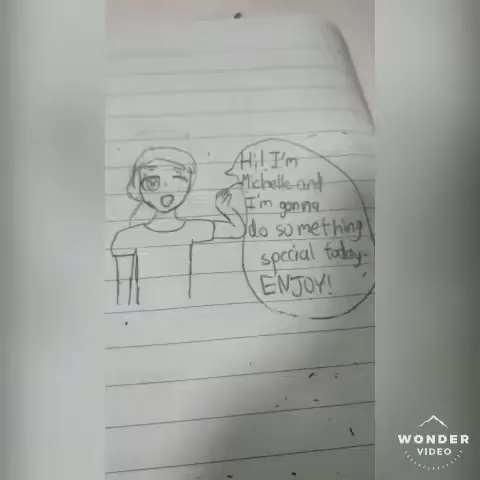 Hi! I'm
Michelle and
I'm gonna
do something
special today.
ENJOY!
WONDER
VIDEO